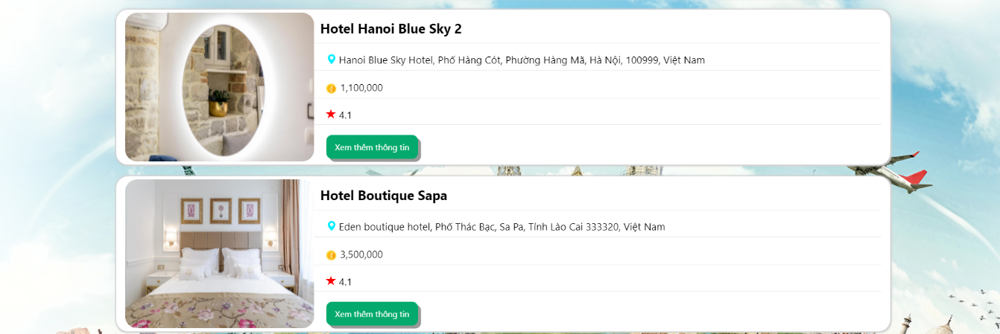 Hotel Hanoi Blue Sky 2
Hanoi Blue Sky Hotel, Phố Hàng Cót, Phường Hàng Mã, Hà Nội, 100999, Việt Nam
1,100,000
4.1
Xem thêm thông tin
Hotel Boutique Sapa
Eden boutique hotel, Phố Thác Bạc, Sa Pa, Tỉnh Lào Cai 333320, Việt Nam
3,500,000
4.1
Xem thêm thông tin